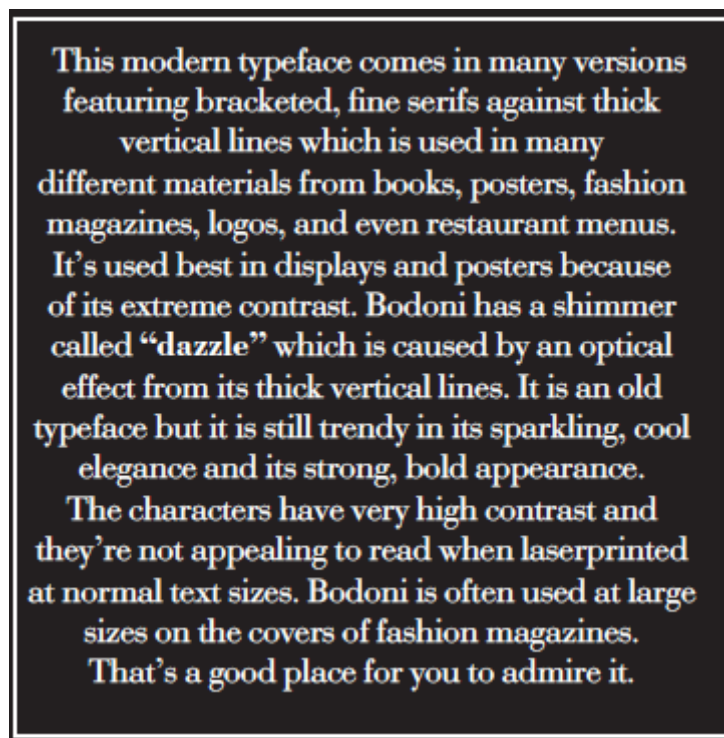 This modern typeface comes in many versions
featuring bracketed, fine serifs against thick
vertical lines which is used in many
different materials from books, posters, fashion
magazines, logos, and even restaurant menus.
It’s used best in displays and posters because
of its extreme contrast. Bodoni has a shimmer
called “dazzle” which is caused by an optical
effect from its thick vertical lines. It is an old
typeface but it is still trendy in its sparkling, cool
elegance and its strong, bold appearance.
The characters have very high contrast and
they’re not appealing to read when laserprinted
at normal text sizes. Bodoni is often used at large
sizes on the covers of fashion magazines.
That’s a good place for you to admire it.